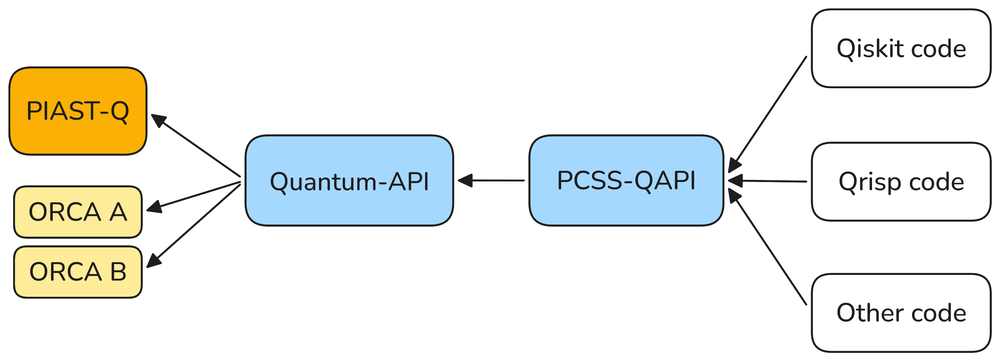 PIAST-Q
ORCA A
ORCA B
Quantum-API
PCSS-QAPI
Qiskit code
Qrisp code
Other code